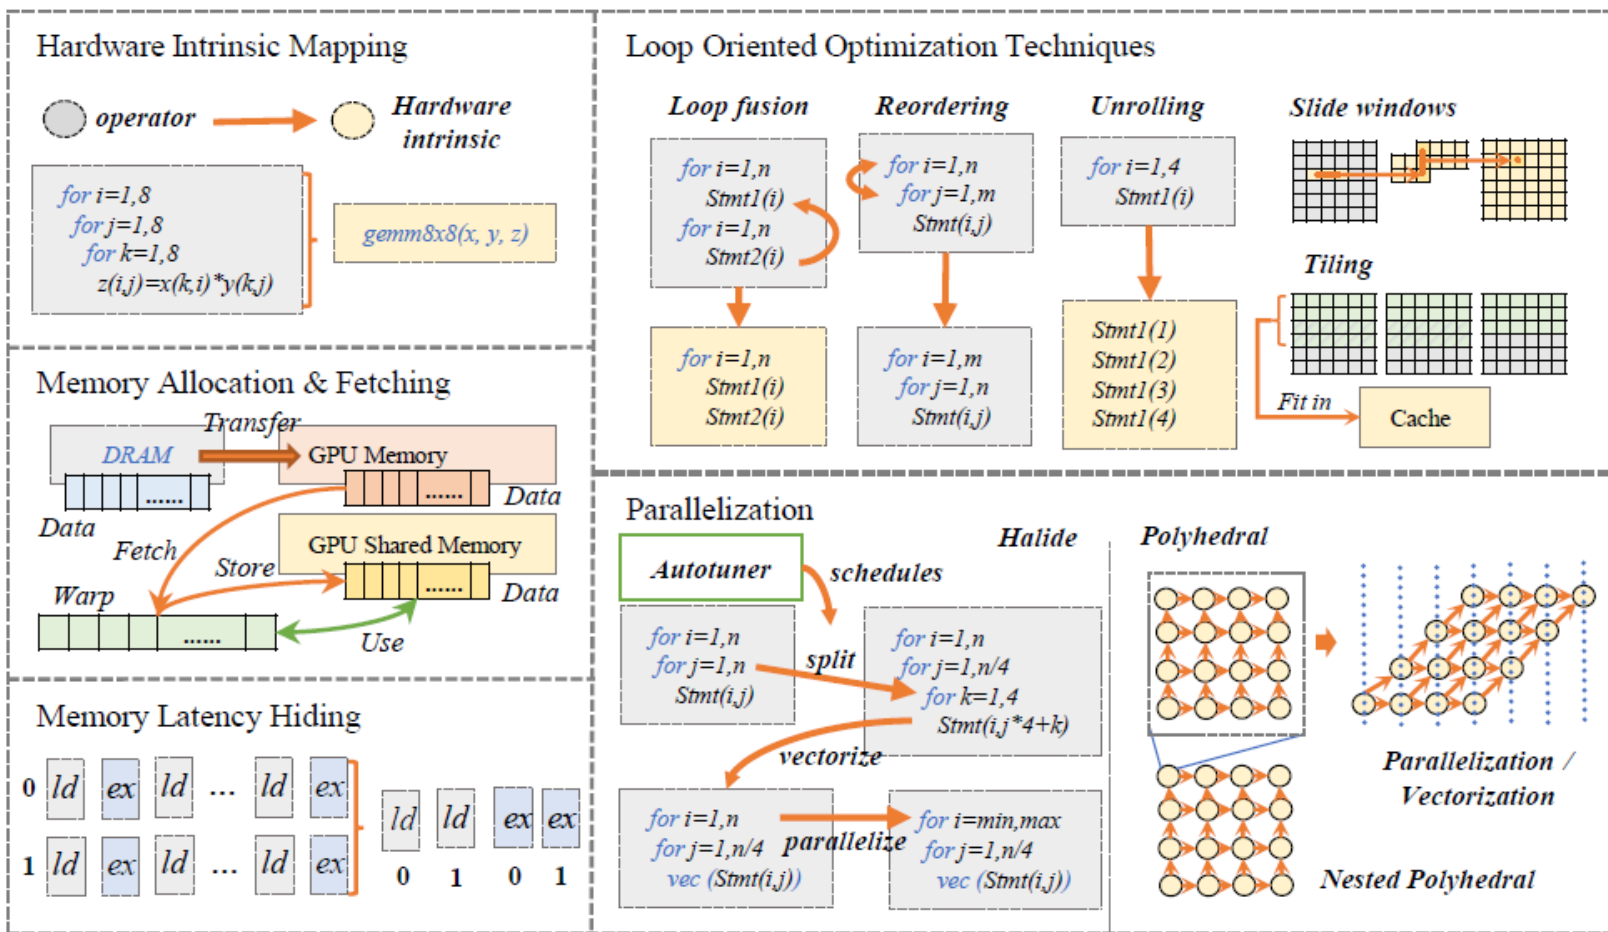 Hardware Intrinsic Mapping
operator
Hardware
intrinsic
for i=1,8
for j=1,8
for k=1,8
z(i,j)=x(k,i)*y(k,j)
gemm8x8(x, y, z)
Memory Allocation & Fetching
Transfer
DRAM
GPU Memory
......
......
Data
Data
Fetch
GPU Shared Memory
Store
......
Data
Warp
......
Use
Memory Latency Hiding
0 ld ex ld ... ld ex
1 ld ex ld ... ld ex
ld ld ex ex
0 1 0 1
Loop Oriented Optimization Techniques
Loop fusion
for i=1,n
Stmt1(i)
for i=1,n
Stmt2(i)
for i=1,n
Stmt1(i)
Stmt2(i)
Reordering
for i=1,n
for j=1,m
Stmt(i,j)
for i=1,m
for j=1,n
Stmt(i,j)
Unrolling
for i=1,4
Stmt1(i)
Stmt1(1)
Stmt1(2)
Stmt1(3)
Stmt1(4)
Slide windows
Tiling
Fit in
Cache
Parallelization
Halide
Autotuner
schedules
for i=1,n
for j=1,n
Stmt(i,j)
split
for i=1,n
for j=1,n/4
for k=1,4
Stmt(i,j*4+k)
vectorize
for i=1,n
for j=1,n/4
vec (Stmt(i,j))
parallelize
for i=min,max
for j=1,n/4
vec (Stmt(i,j))
Polyhedral
Parallelization /
Vectorization
Nested Polyhedral